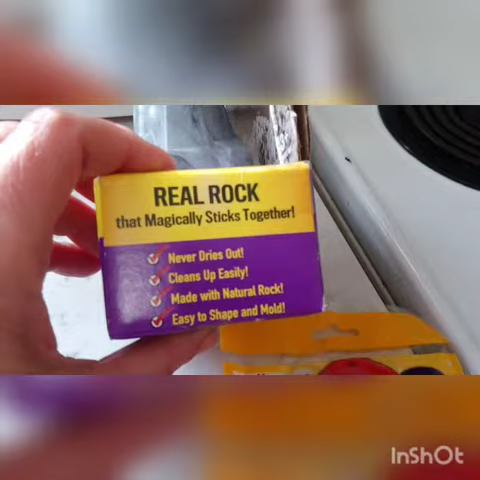 REAL ROCK
that Magically Sticks Together!
Never Dries Out!
Cleans Up Easily!
Made with Natural Rock!
Easy to Shape and Mold!
InShOt